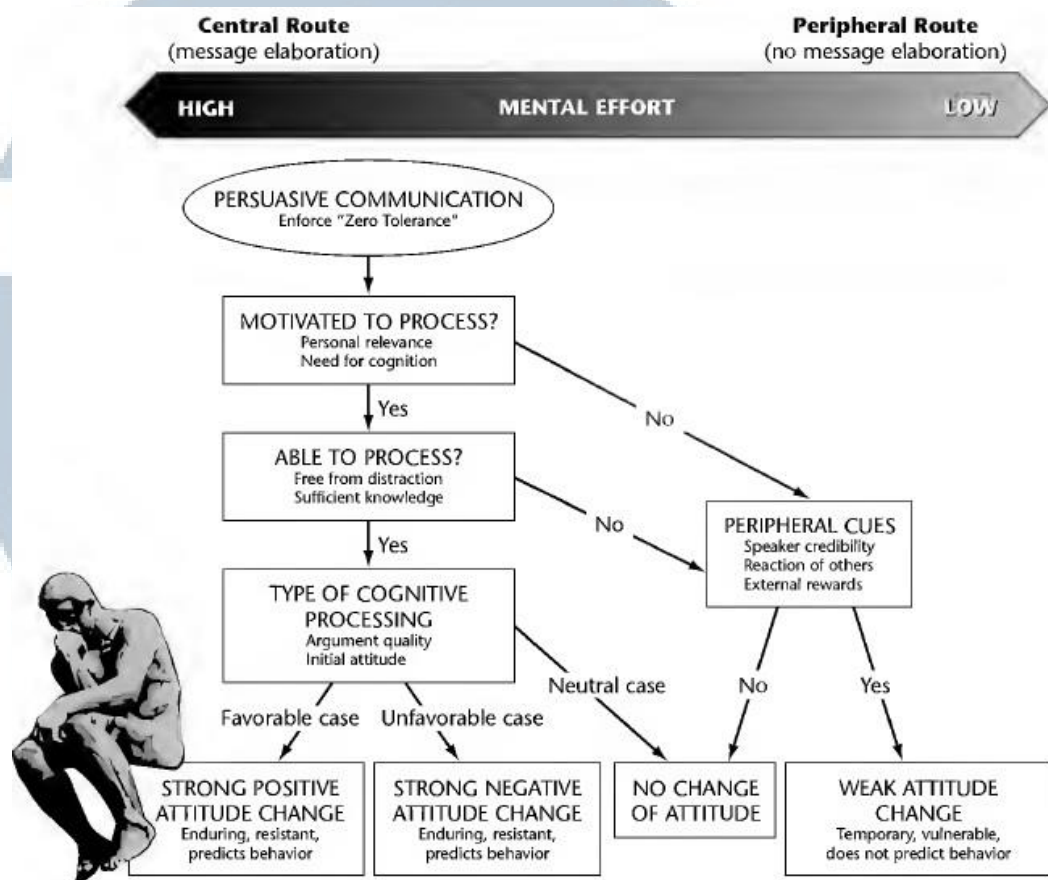 Central Route
(message elaboration)
Peripheral Route
(no message elaboration)
HIGH
MENTAL EFFORT
LOW
PERSUASIVE COMMUNICATION
Enforce "Zero Tolerance"
MOTIVATED TO PROCESS?
Personal relevance
Need for cognition
Yes
No
ABLE TO PROCESS?
Free from distraction
Sufficient knowledge
No
PERIPHERAL CUES
Speaker credibility
Reaction of others
External rewards
Yes
TYPE OF COGNITIVE
PROCESSING
Argument quality
Initial attitude
Neutral case
No
Yes
Favorable case
Unfavorable case
STRONG POSITIVE
ATTITUDE CHANGE
Enduring, resistant,
predicts behavior
STRONG NEGATIVE
ATTITUDE CHANGE
Enduring, resistant,
predicts behavior
NO CHANGE
OF ATTITUDE
WEAK ATTITUDE
CHANGE
Temporary, vulnerable,
does not predict behavior